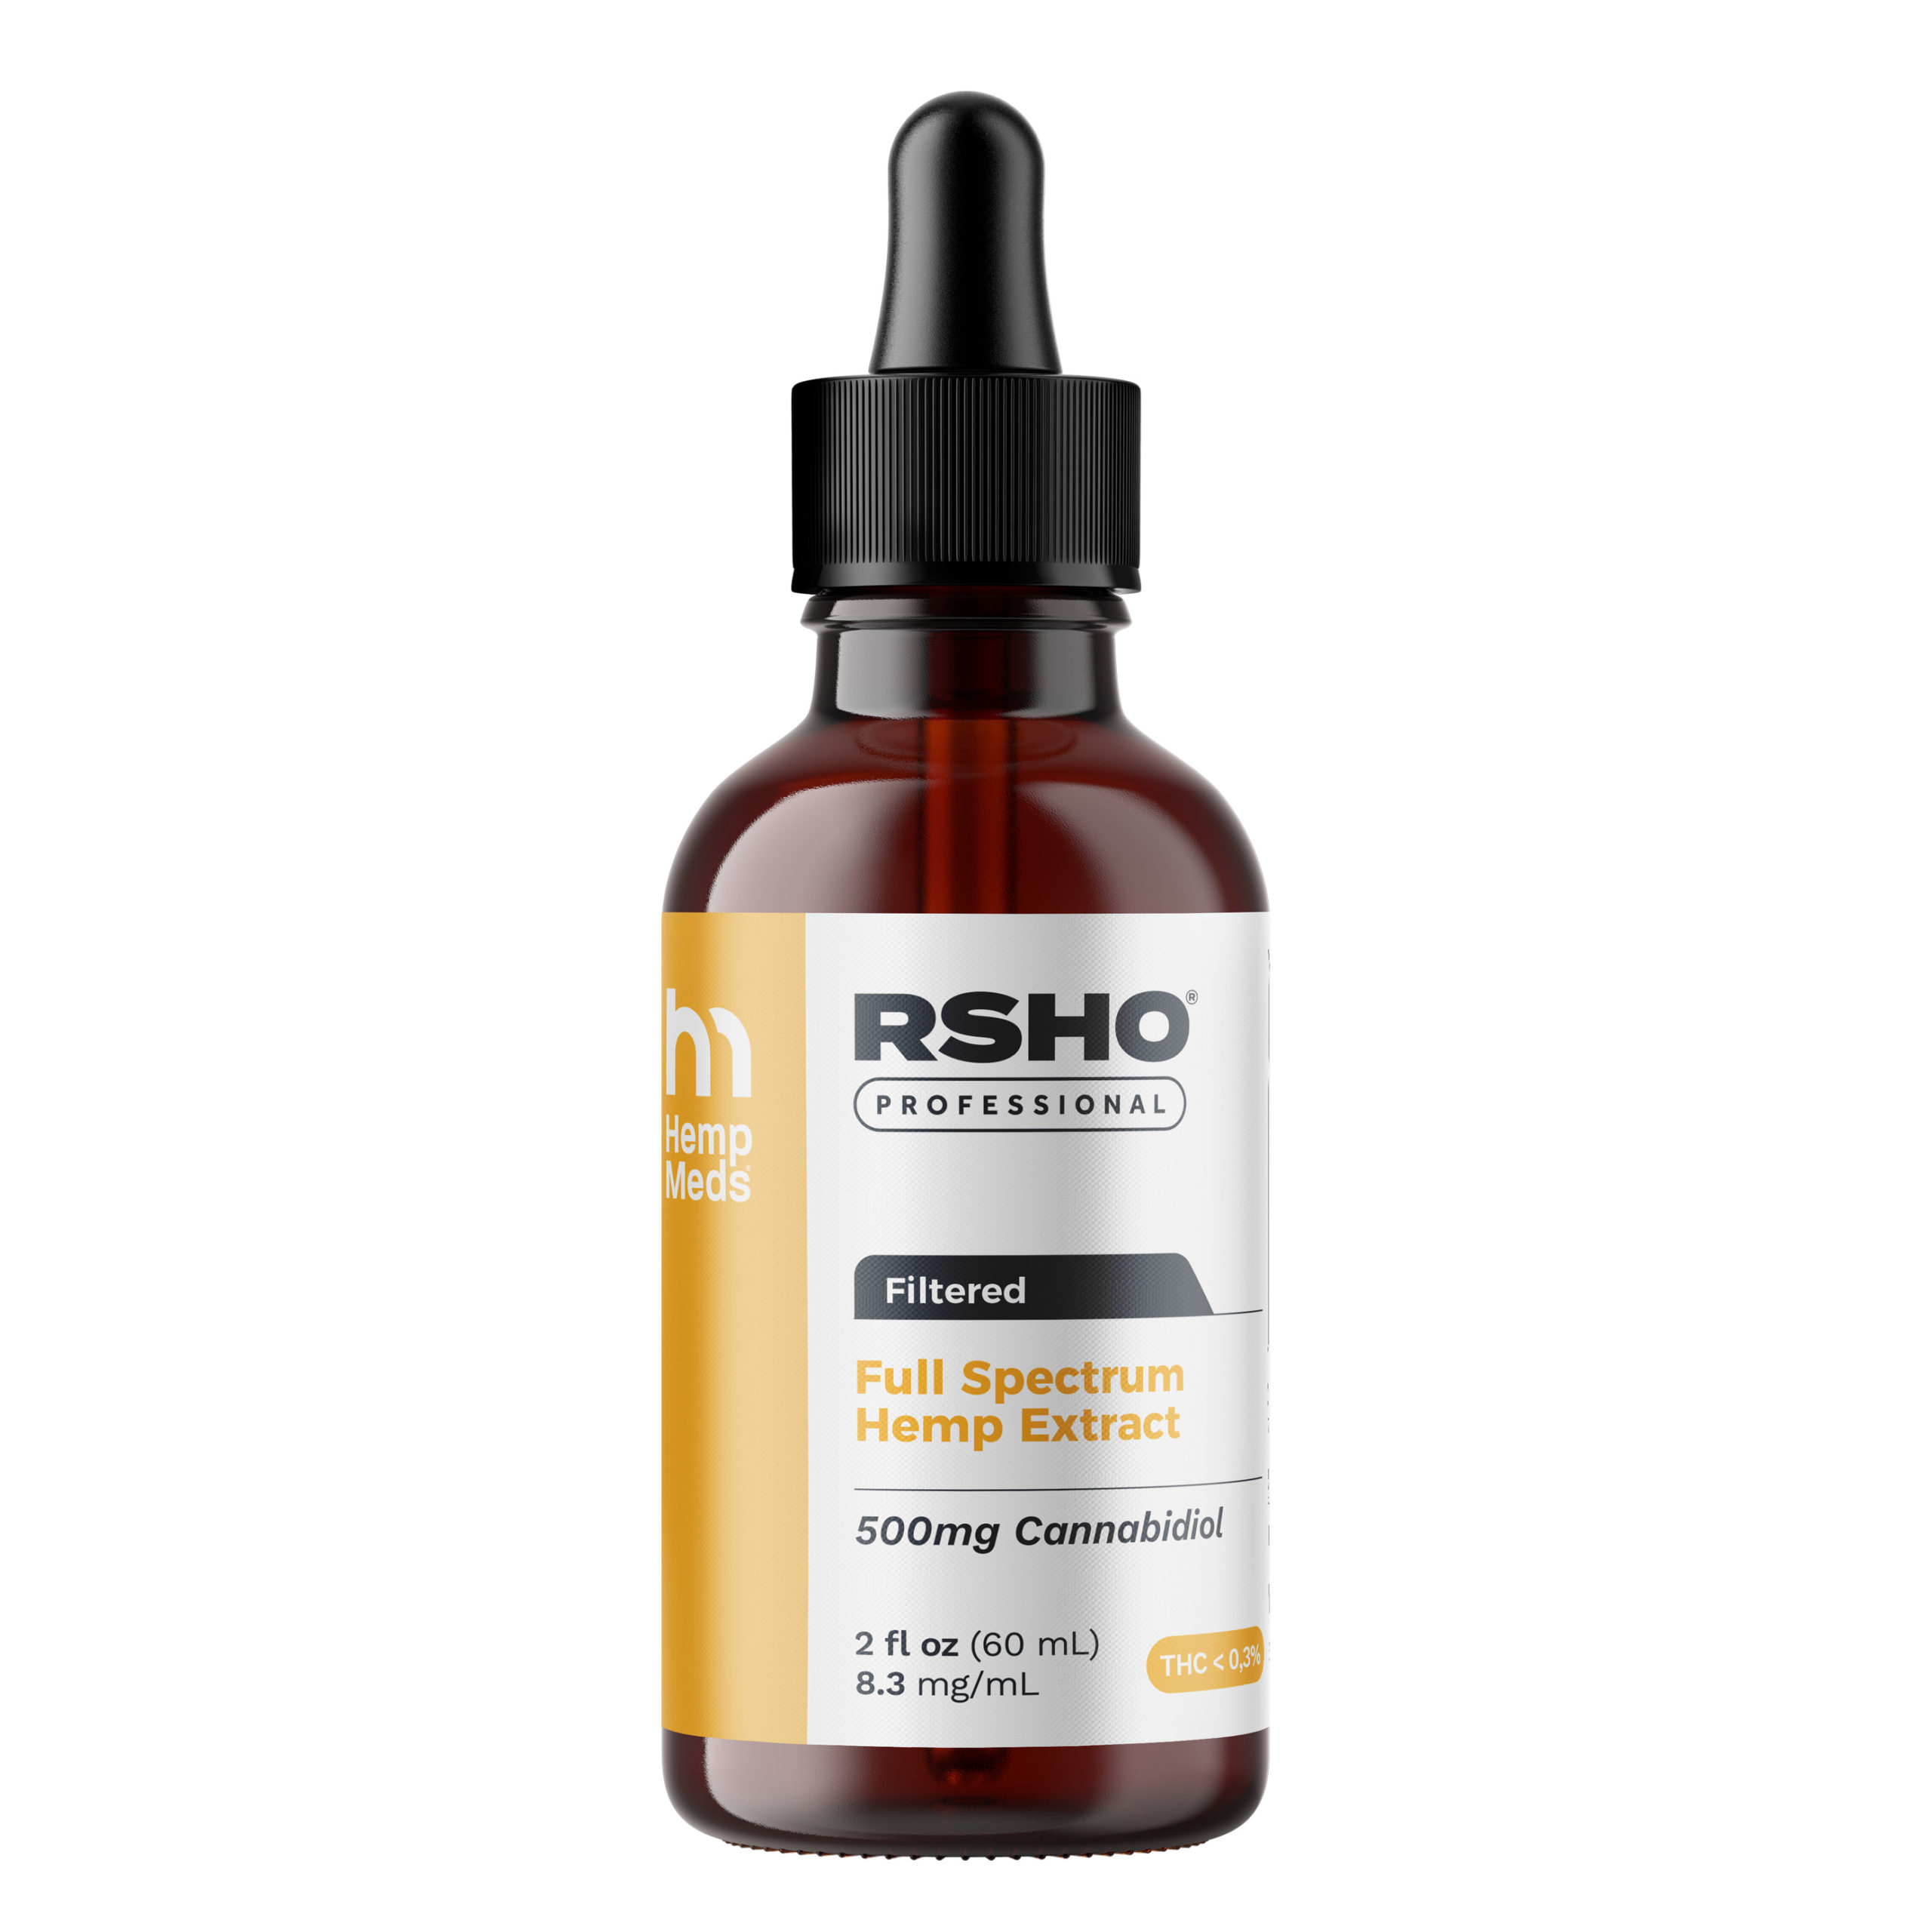 hm
Hemp
Meds®
RSHO®
PROFESSIONAL
Filtered
Full Spectrum
Hemp Extract
500mg Cannabidiol
2 fl oz (60 mL)
8.3 mg/mL
THC < 0,3%